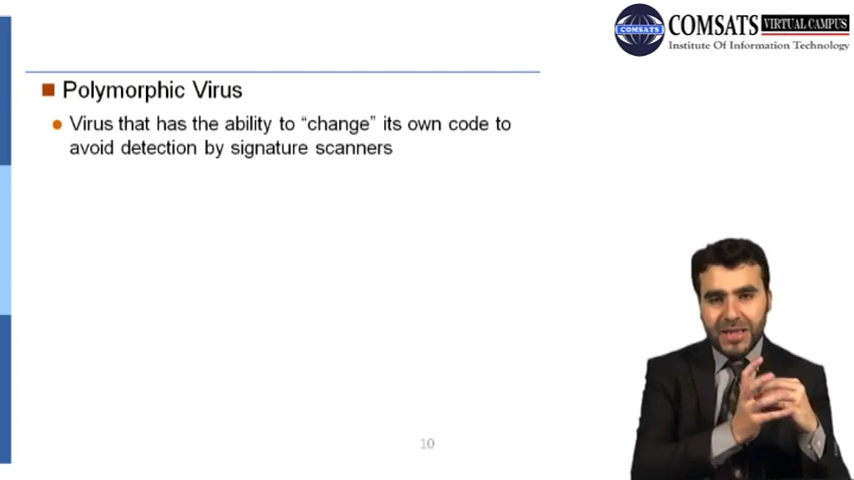 COMSATS VIRTUAL CAMPUS
COMSATS
Institute Of Information Technology
Polymorphic Virus
Virus that has the ability to “change” its own code to
avoid detection by signature scanners
10